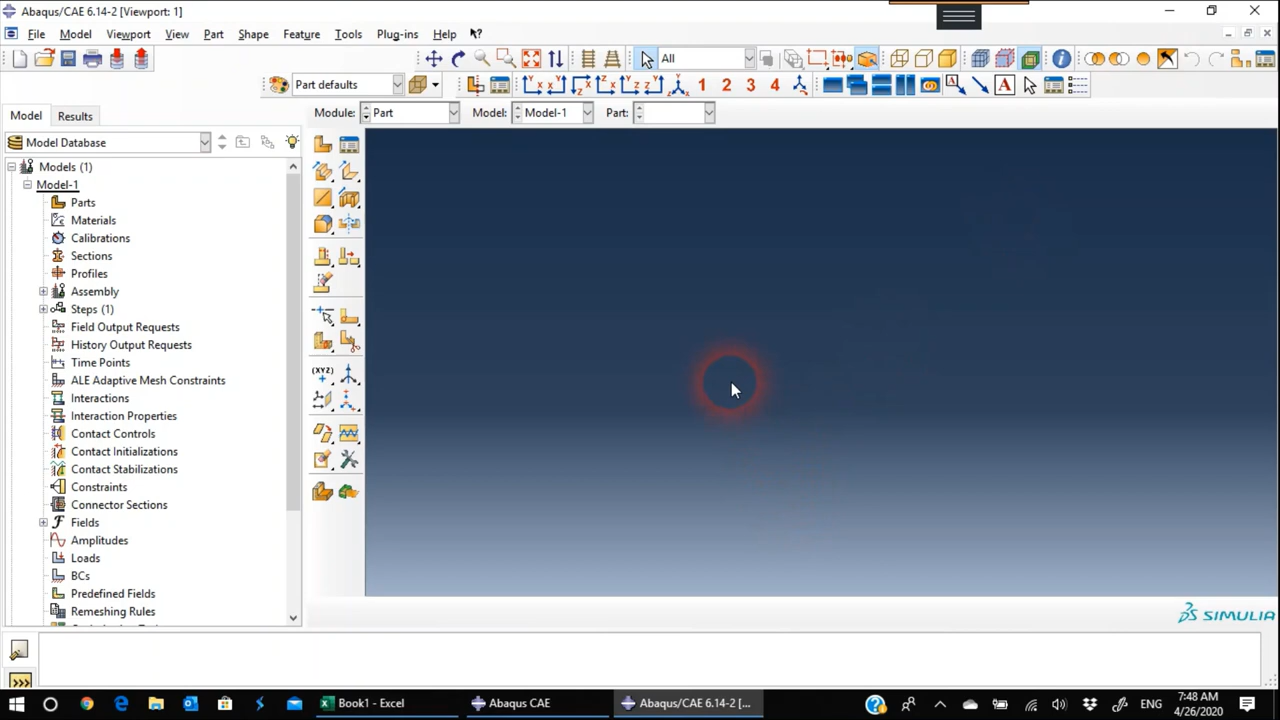 Abaqus/CAE 6.14-2 [Viewport: 1]
File Model Viewport View Part Shape Feature Tools Plug-ins Help
All
Part defaults
1 2 3 4 A
Model Results
Module: Part Model: Model-1 Part:
Model Database
Models (1)
Model-1
Parts
Materials
Calibrations
Sections
Profiles
Assembly
Steps (1)
Field Output Requests
History Output Requests
Time Points
ALE Adaptive Mesh Constraints
Interactions
Interaction Properties
Contact Controls
Contact Initializations
Contact Stabilizations
Constraints
Connector Sections
Fields
Amplitudes
Loads
BCs
Predefined Fields
Remeshing Rules
(XYZ)
SIMULIA
>>>
Book1 - Excel
Abaqus CAE
Abaqus/CAE 6.14-2 [...
ENG
7:48 AM
4/26/2020